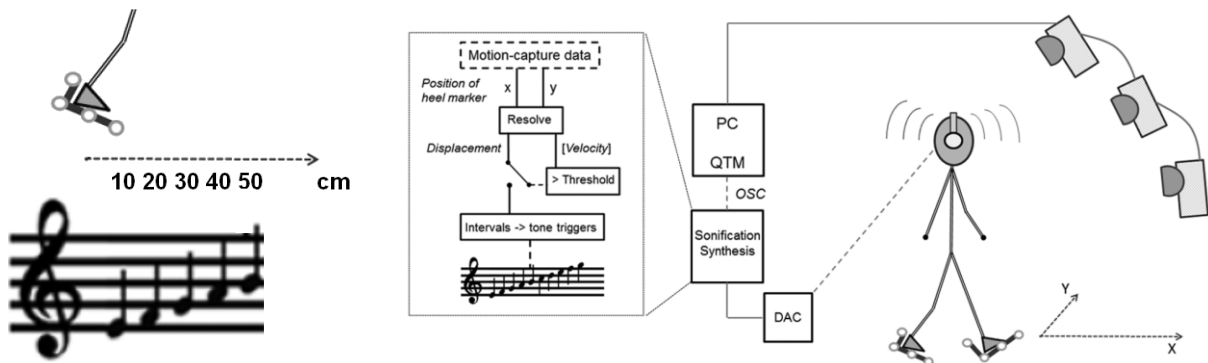 10 20 30 40 50 cm
Motion-capture data
Position of
heel marker
x y
Resolve
Displacement [Velocity]
> Threshold
Intervals -> tone triggers
PC
QTM
OSC
Sonification
Synthesis
DAC
Y
X